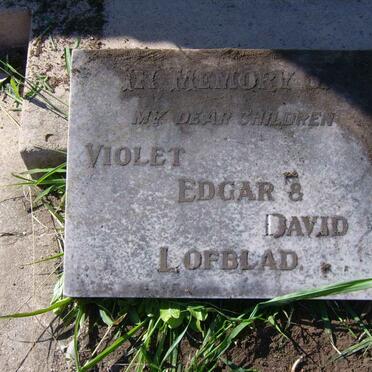 IN MEMORY OF
MY DEAR CHILDREN
VIOLET
EDGAR &
DAVID
LOFBLAD.